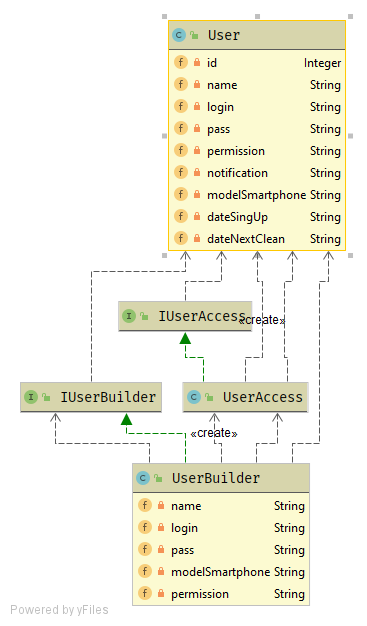 C User
f id Integer
f name String
f login String
f pass String
f permission String
f notification String
f modelSmartphone String
f dateSingUp String
f dateNextClean String
I IUserAccess
«create»
I IUserBuilder
C UserAccess
«create»
C UserBuilder
f name String
f login String
f pass String
f modelSmartphone String
f permission String
Powered by yFiles